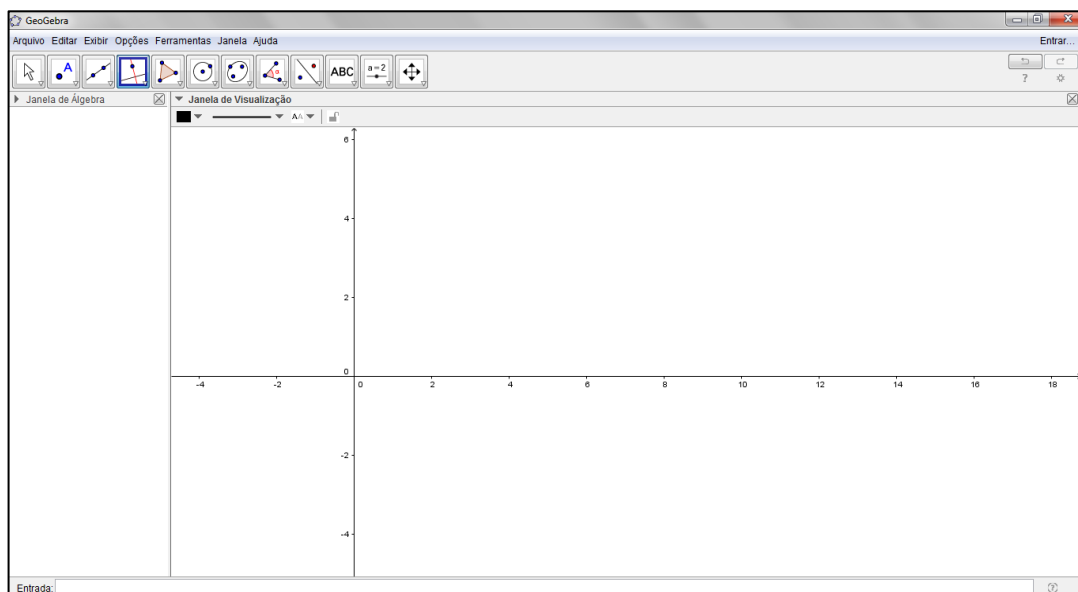 GeoGebra
Arquivo Editar Exibir Opções Ferramentas Janela Ajuda Entrar...
A α ABC a=2 ?
Janela de Álgebra Janela de Visualização
AA
6
4
2
0
-4 -2 0 2 4 6 8 10 12 14 16 18
-2
-4
Entrada: ?